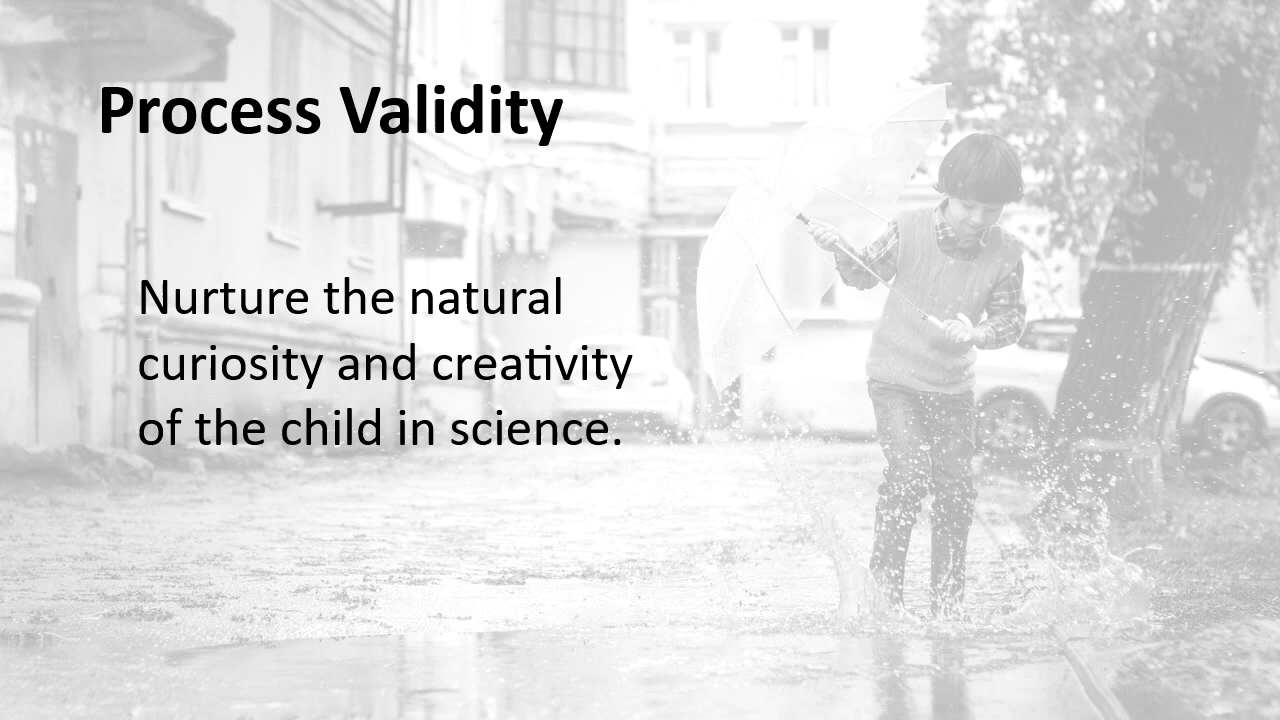 Process Validity
Nurture the natural
curiosity and creativity
of the child in science.